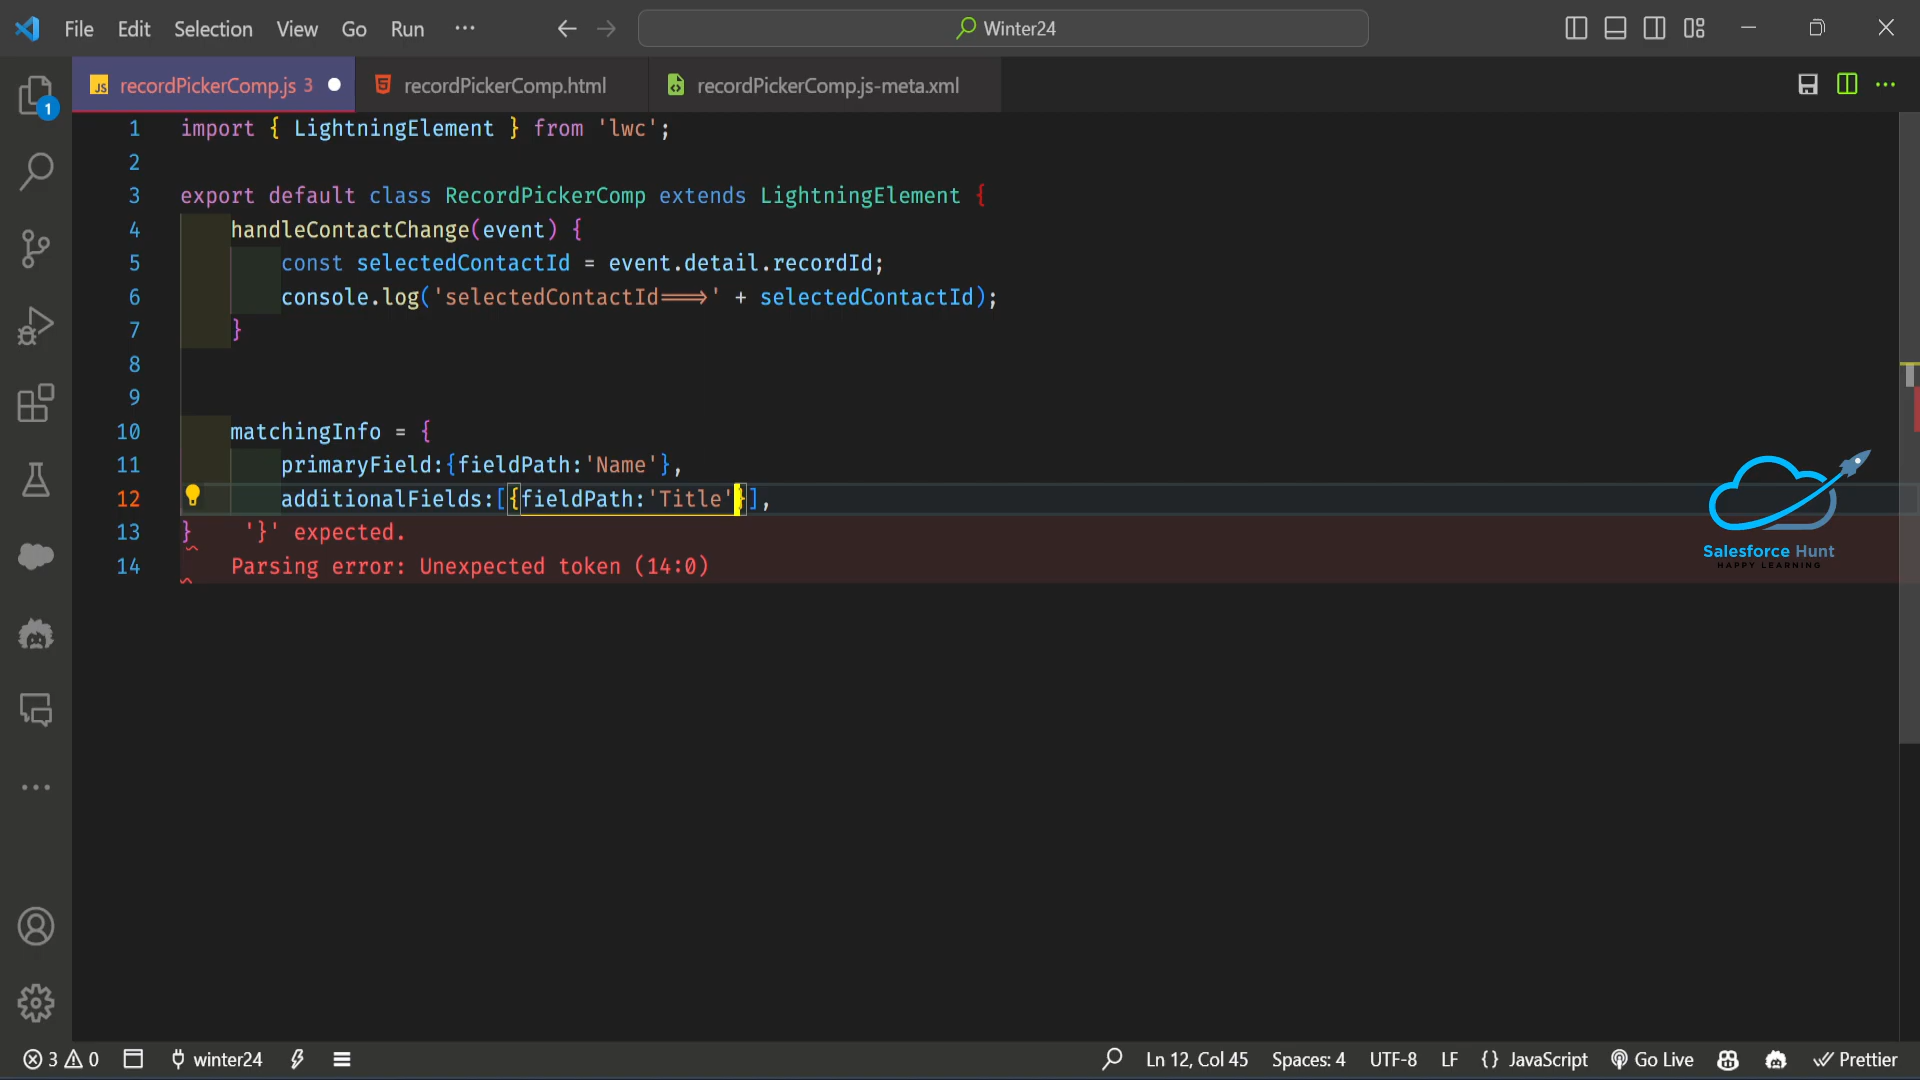 File Edit Selection View Go Run ··· Winter24
recordPickerComp.js 3 recordPickerComp.html recordPickerComp.js-meta.xml
1 import { LightningElement } from 'lwc';
2
3 export default class RecordPickerComp extends LightningElement {
4 handleContactChange(event) {
5 const selectedContactId = event.detail.recordId;
6 console.log('selectedContactId===>' + selectedContactId);
7 }
8
9
10 matchingInfo = {
11 primaryField:{fieldPath:'Name'},
12 additionalFields:[{fieldPath:'Title'}],
13 } '}' expected.
14 Parsing error: Unexpected token (14:0)
1
Salesforce Hunt
HAPPY LEARNING
3 0 winter24 Ln 12, Col 45 Spaces: 4 UTF-8 LF {} JavaScript Go Live Prettier